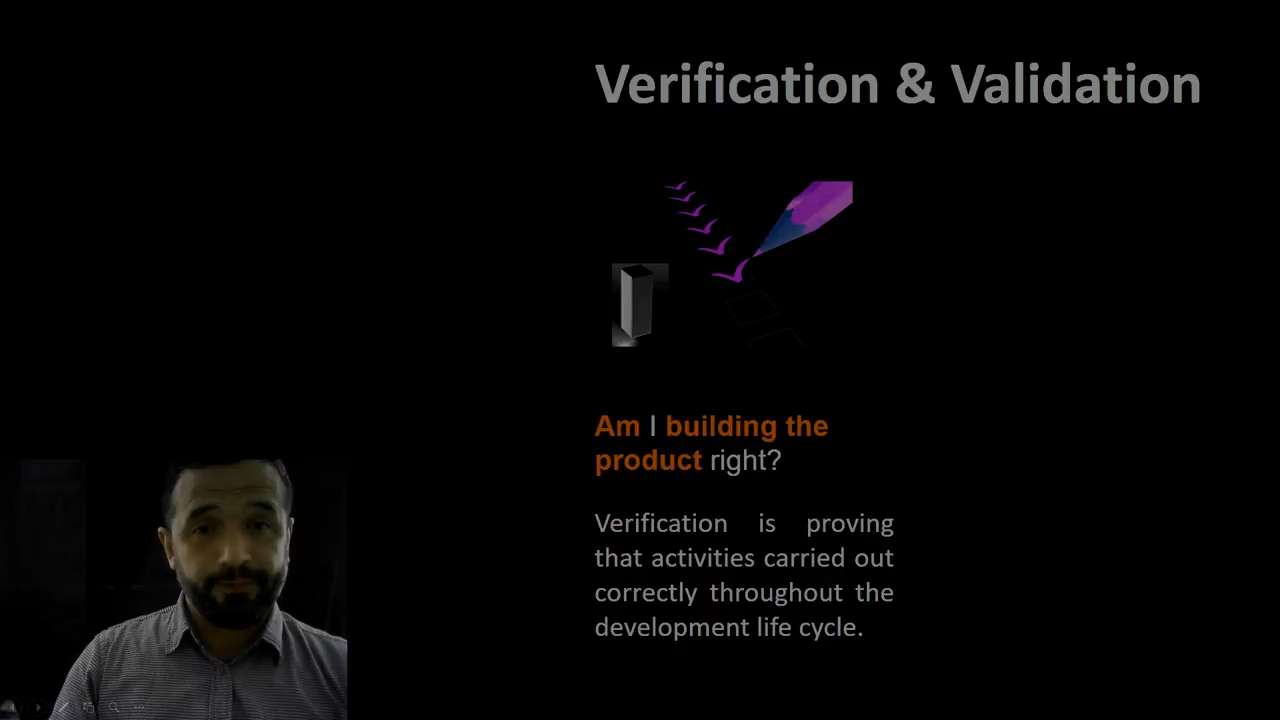 Verification & Validation
Am I building the
product right?
Verification is proving
that activities carried out
correctly throughout the
development life cycle.